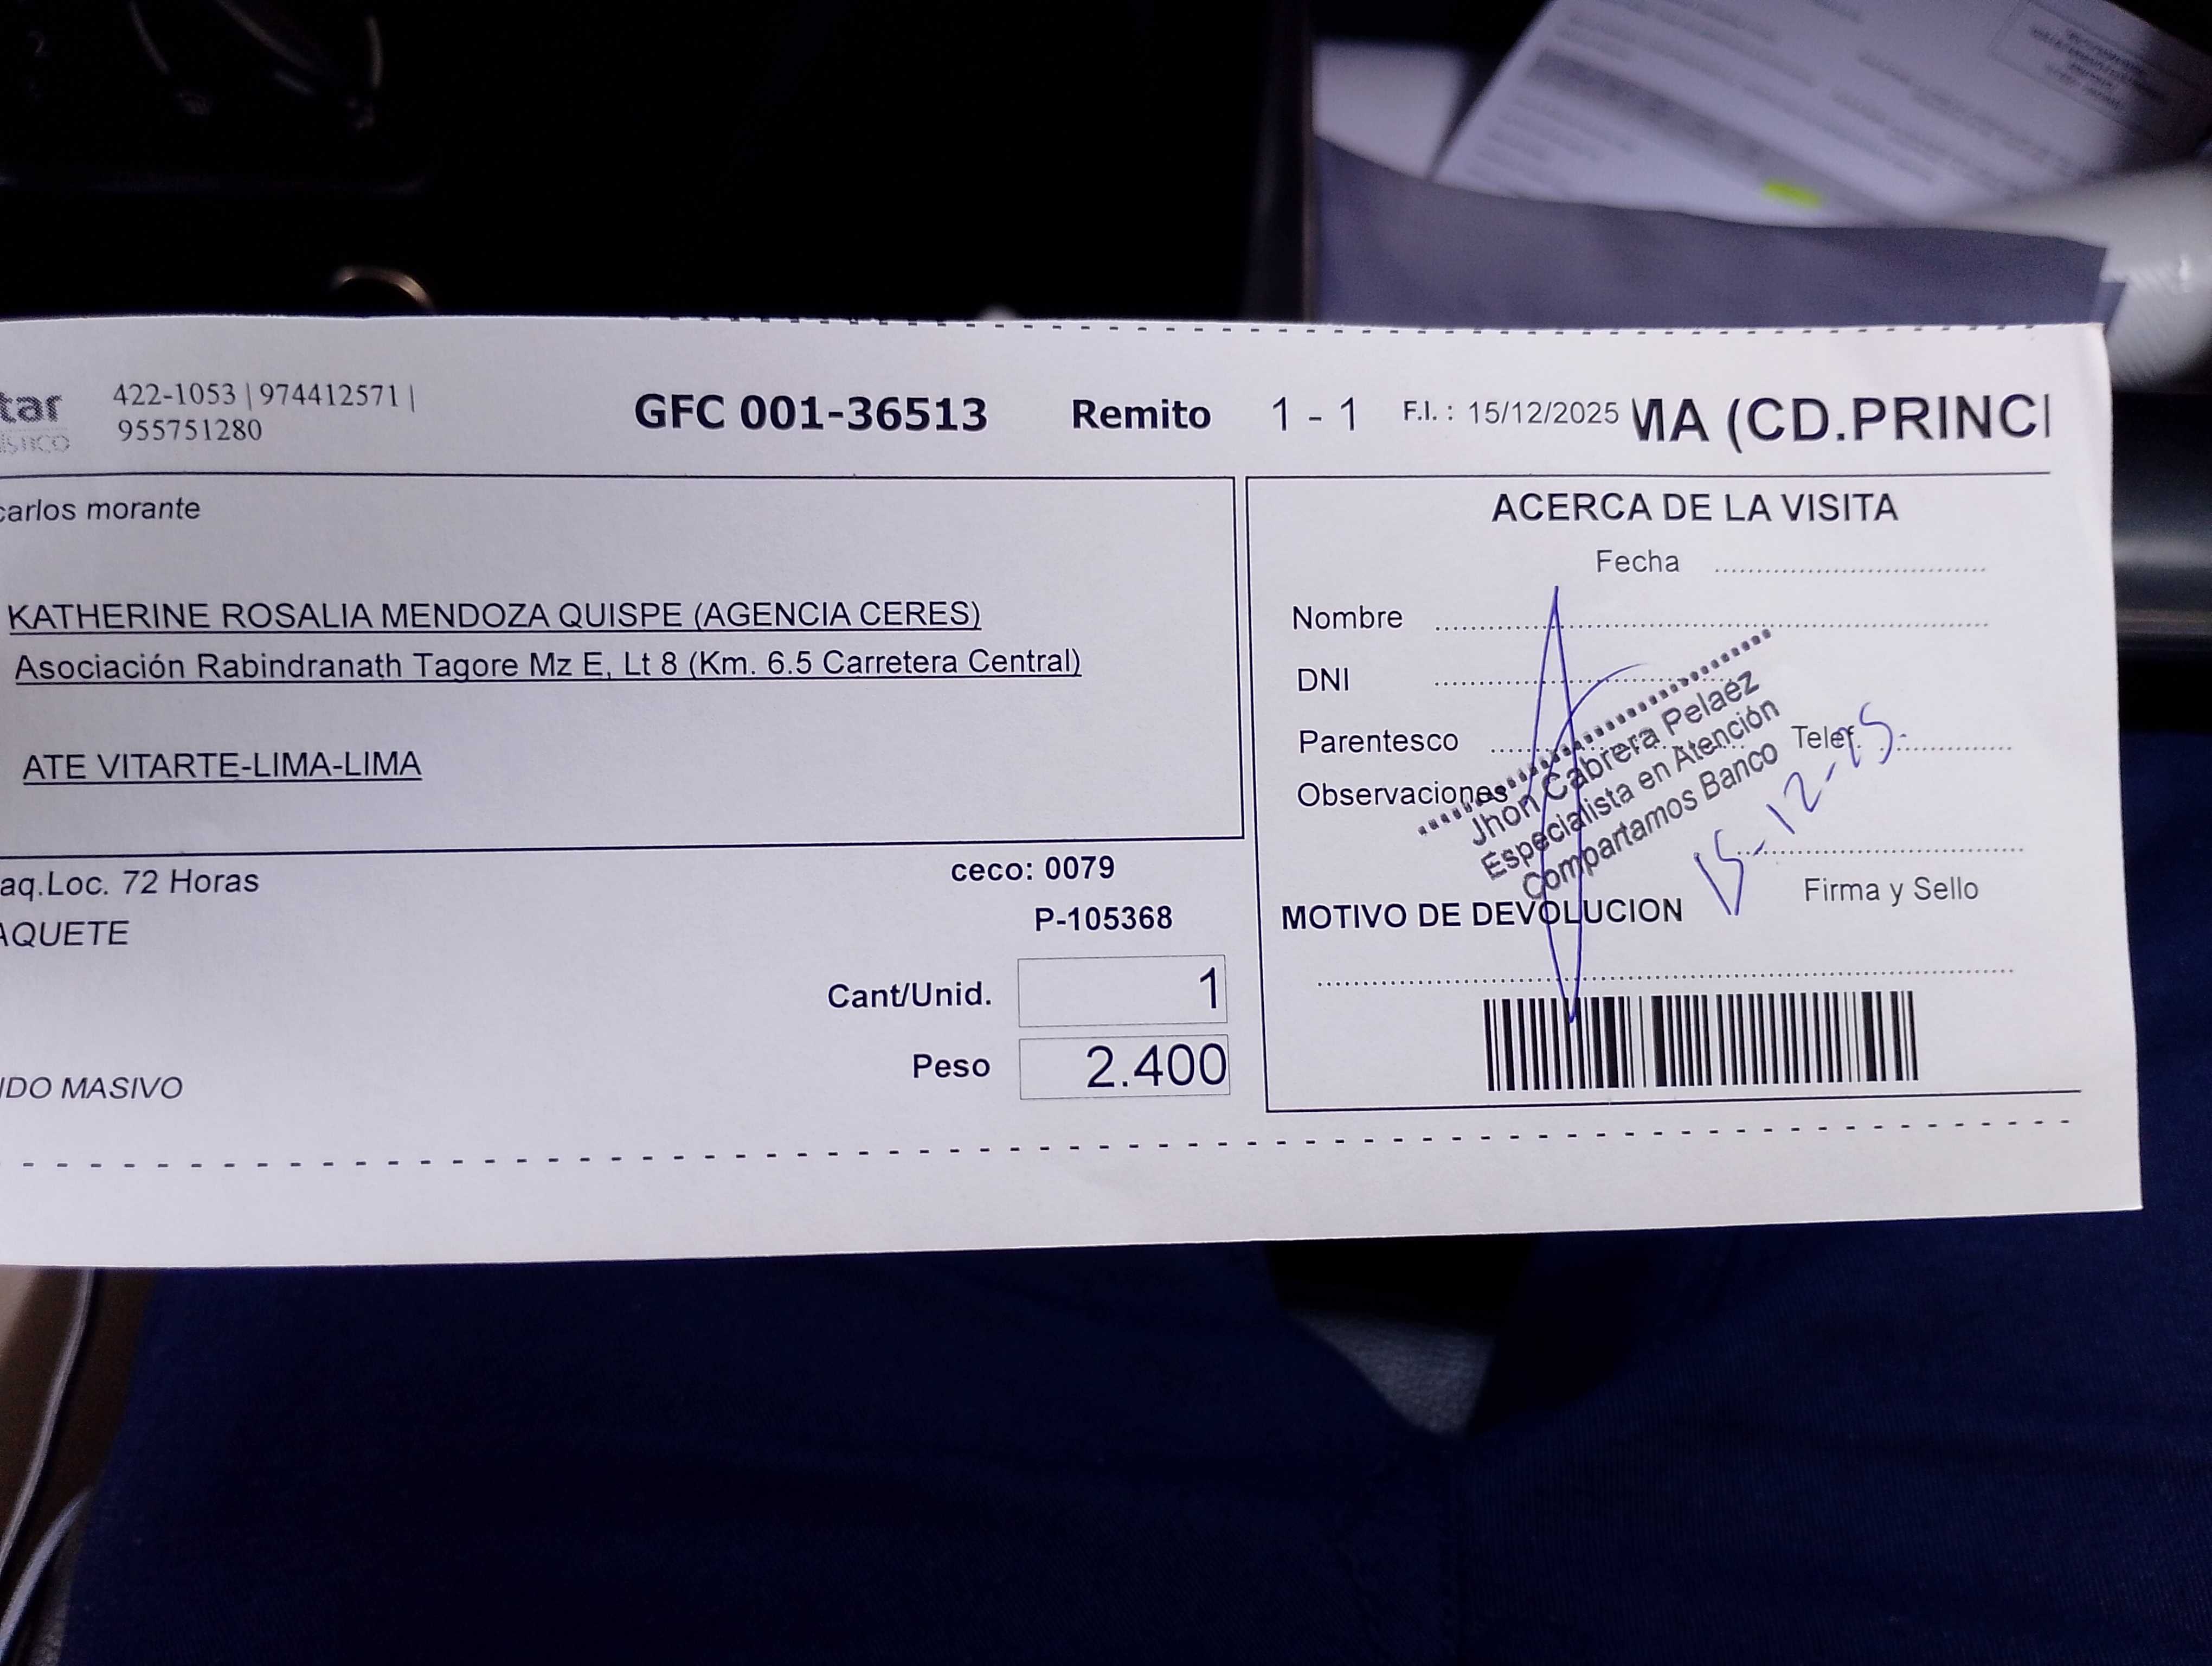 tar 422-1053 | 974412571 |
955751280
GFC 001-36513 Remito 1 - 1 F.I. : 15/12/2025 MA (CD.PRINCI
carlos morante
KATHERINE ROSALIA MENDOZA QUISPE (AGENCIA CERES)
Asociación Rabindranath Tagore Mz E, Lt 8 (Km. 6.5 Carretera Central)
ATE VITARTE-LIMA-LIMA
aq.Loc. 72 Horas
AQUETE
ceco: 0079
P-105368
Cant/Unid. 1
Peso 2.400
IDO MASIVO
ACERCA DE LA VISITA
Fecha
Nombre
DNI
Parentesco
Telef.
Observaciones
Jhon Cabrera Pelaéz
Especialista en Atención
Compartamos Banco
15-12-25
Firma y Sello
MOTIVO DE DEVOLUCION